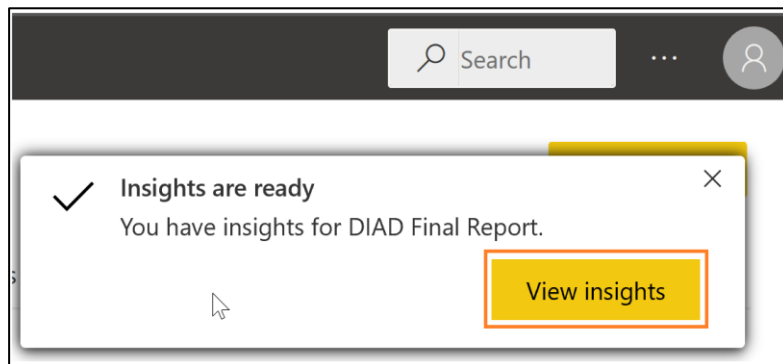 Search
...
Insights are ready
You have insights for DIAD Final Report.
s
View insights